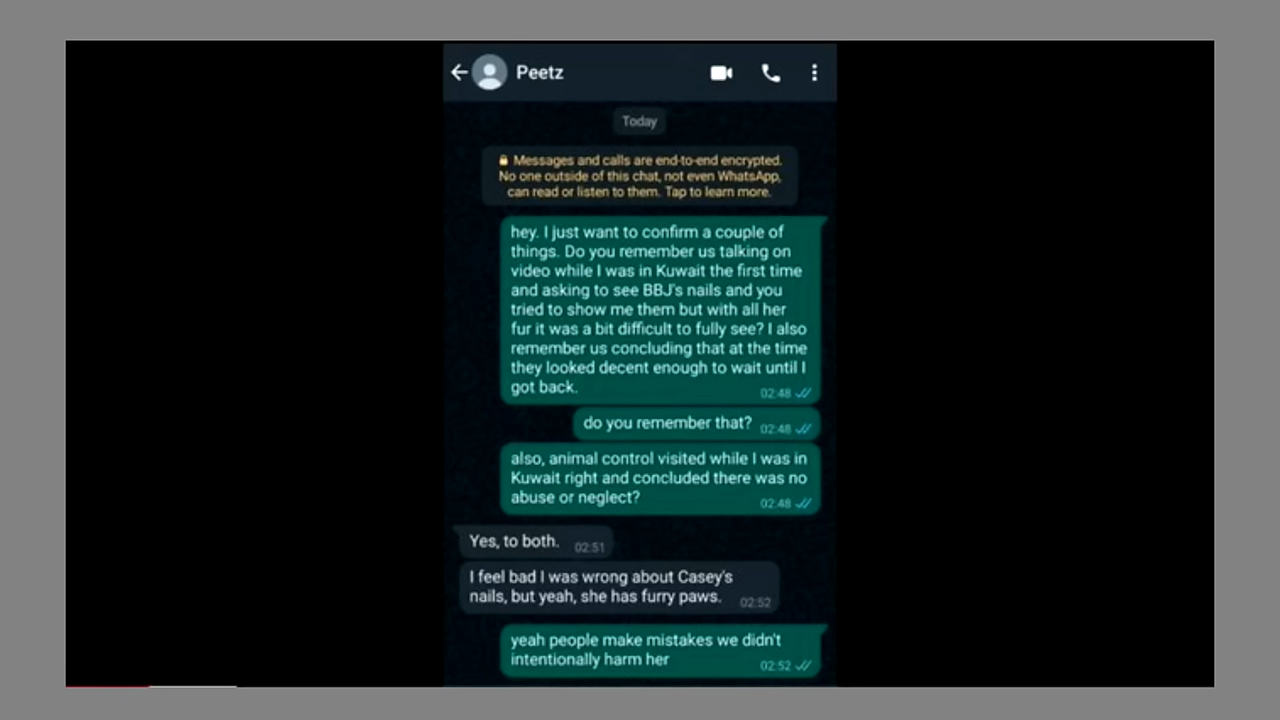 Peetz
Today
Messages and calls are end-to-end encrypted.
No one outside of this chat, not even WhatsApp,
can read or listen to them. Tap to learn more.
hey. I just want to confirm a couple of
things. Do you remember us talking on
video while I was in Kuwait the first time
and asking to see BBJ's nails and you
tried to show me them but with all her
fur it was a bit difficult to fully see? I also
remember us concluding that at the time
they looked decent enough to wait until I
got back. 02:48
do you remember that? 02:48
also, animal control visited while I was in
Kuwait right and concluded there was no
abuse or neglect? 02:48
Yes, to both. 02:51
I feel bad I was wrong about Casey's
nails, but yeah, she has furry paws. 02:52
yeah people make mistakes we didn't
intentionally harm her 02:52